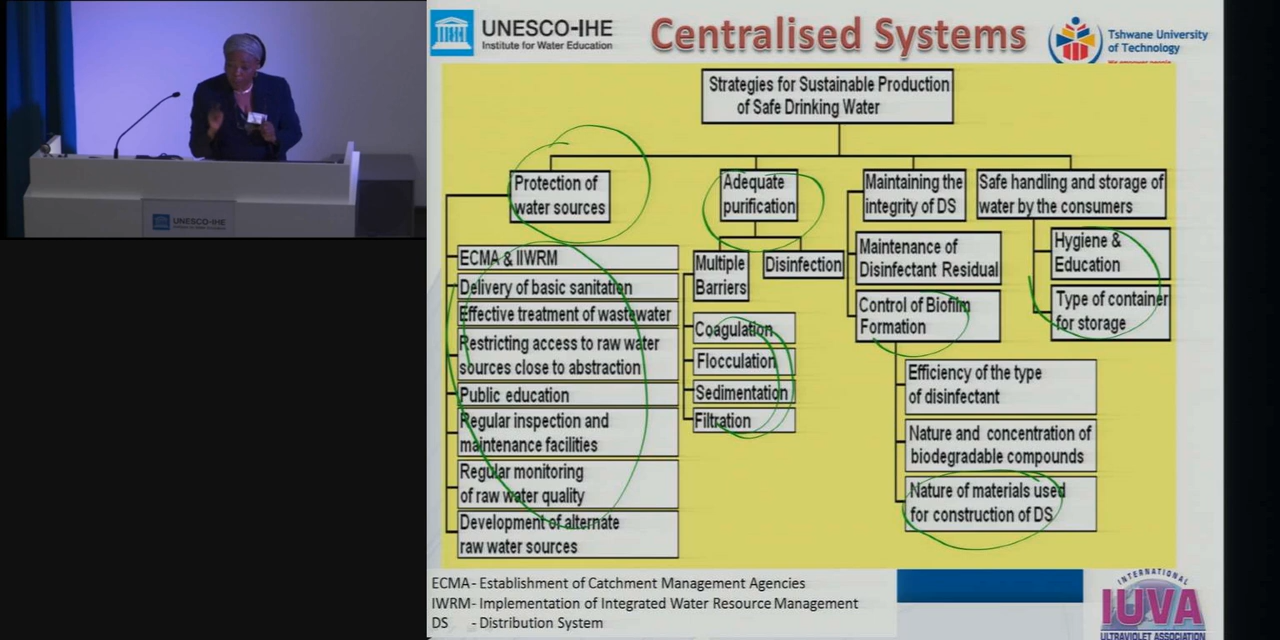 UNESCO-IHE
Institute for Water Education
Centralised Systems
Tshwane University
of Technology
We empower people
Strategies for Sustainable Production
of Safe Drinking Water
Protection of
water sources
Adequate
purification
Maintaining the
integrity of DS
Safe handling and storage of
water by the consumers
ECMA & IIWRM
Delivery of basic sanitation
Effective treatment of wastewater
Restricting access to raw water
sources close to abstraction
Public education
Regular inspection and
maintenance facilities
Regular monitoring
of raw water quality
Development of alternate
raw water sources
Multiple
Barriers
Disinfection
Coagulation
Flocculation
Sedimentation
Filtration
Maintenance of
Disinfectant Residual
Control of Biofilm
Formation
Efficiency of the type
of disinfectant
Nature and concentration of
biodegradable compounds
Nature of materials used
for construction of DS
Hygiene &
Education
Type of container
for storage
ECMA - Establishment of Catchment Management Agencies
IWRM - Implementation of Integrated Water Resource Management
DS - Distribution System
INTERNATIONAL
IUVA
ULTRAVIOLET ASSOCIATION
UNESCO-IHE